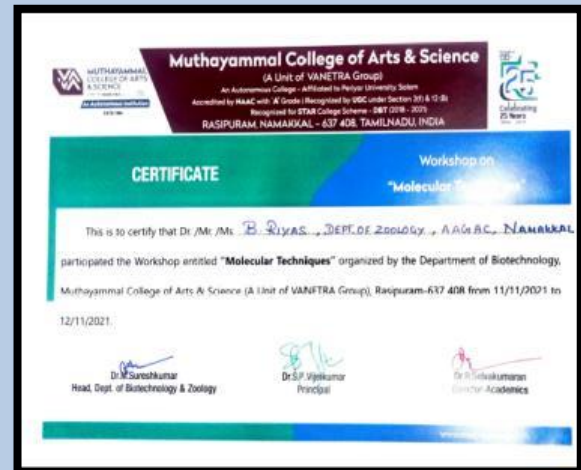 MUTHAYAMMAL
COLLEGE OF ARTS
& SCIENCE
An Autonomous Institution
Muthayammal College of Arts & Science
(A Unit of VANETRA Group)
An Autonomous College - Affiliated to Periyar University, Salem
Accredited by NAAC with 'A' Grade | Recognized by UGC under Section 2(f) & 12(B)
Recognized for STAR College Scheme - DBT (2018 - 2021)
RASIPURAM, NAMAKKAL - 637 408, TAMILNADU, INDIA
25
Celebrating
25 Years
CERTIFICATE
Workshop on
"Molecular Techniques"
This is to certify that Dr /Mr. /Ms. B. RIYAS, DEPT. OF ZOOLOGY, AAGAC, NAMAKKAL
participated the Workshop entitled "Molecular Techniques" organized by the Department of Biotechnology,
Muthayammal College of Arts & Science (A Unit of VANETRA Group), Rasipuram-637 408 from 11/11/2021 to
12/11/2021.
Dr.M.Sureshkumar
Head, Dept. of Biotechnology & Zoology
Dr.S.P. Vijeikumar
Principal
Dr.R.Selvakumaran
Director-Academics